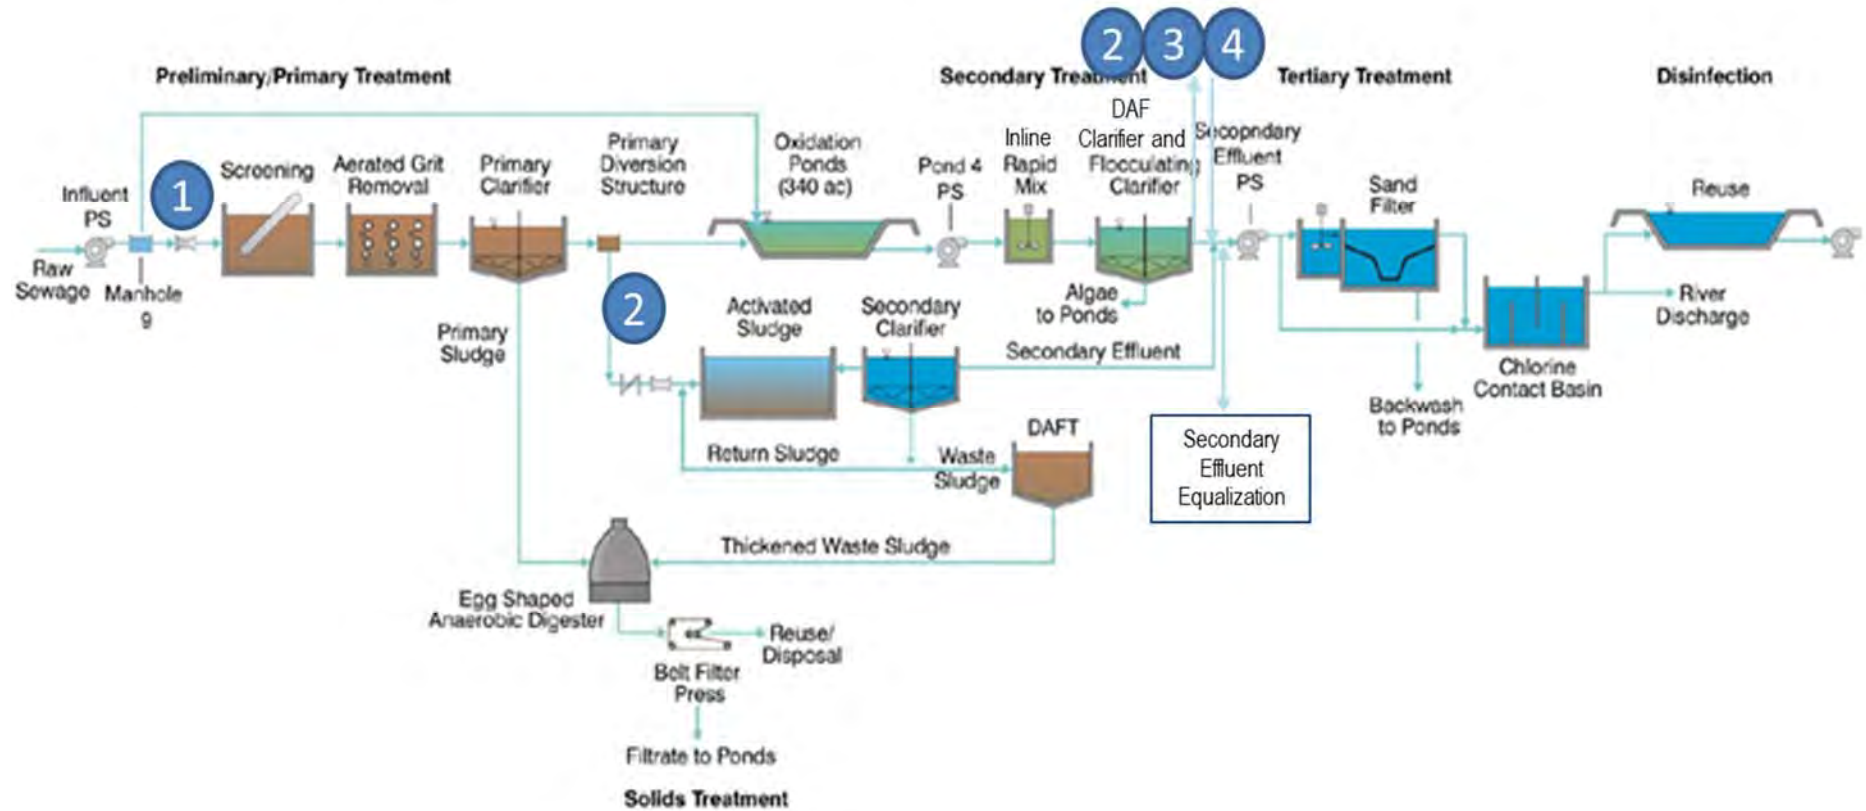 2 3 4
Preliminary/Primary Treatment
Secondary Treatment
Tertiary Treatment
Disinfection
Influent
PS
1
Screening
Aerated Grit
Removal
Primary
Clarifier
Primary
Diversion
Structure
Oxidation
Ponds
(340 ac)
Pond 4
PS
Inline
Rapid
Mix
DAF
Clarifier and
Flocculating
Clarifier
Secopndary
Effluent
PS
Sand
Filter
Reuse
Raw
Sewage
Manhole
9
Primary
Sludge
2
Activated
Sludge
Secondary
Clarifier
Algae
to Ponds
Secondary Effluent
River
Discharge
Chlorine
Contact Basin
Backwash
to Ponds
Return Sludge
Waste
Sludge
DAFT
Secondary
Effluent
Equalization
Thickened Waste Sludge
Egg Shaped
Anaerobic Digester
Reuse/
Disposal
Belt Filter
Press
Filtrate to Ponds
Solids Treatment